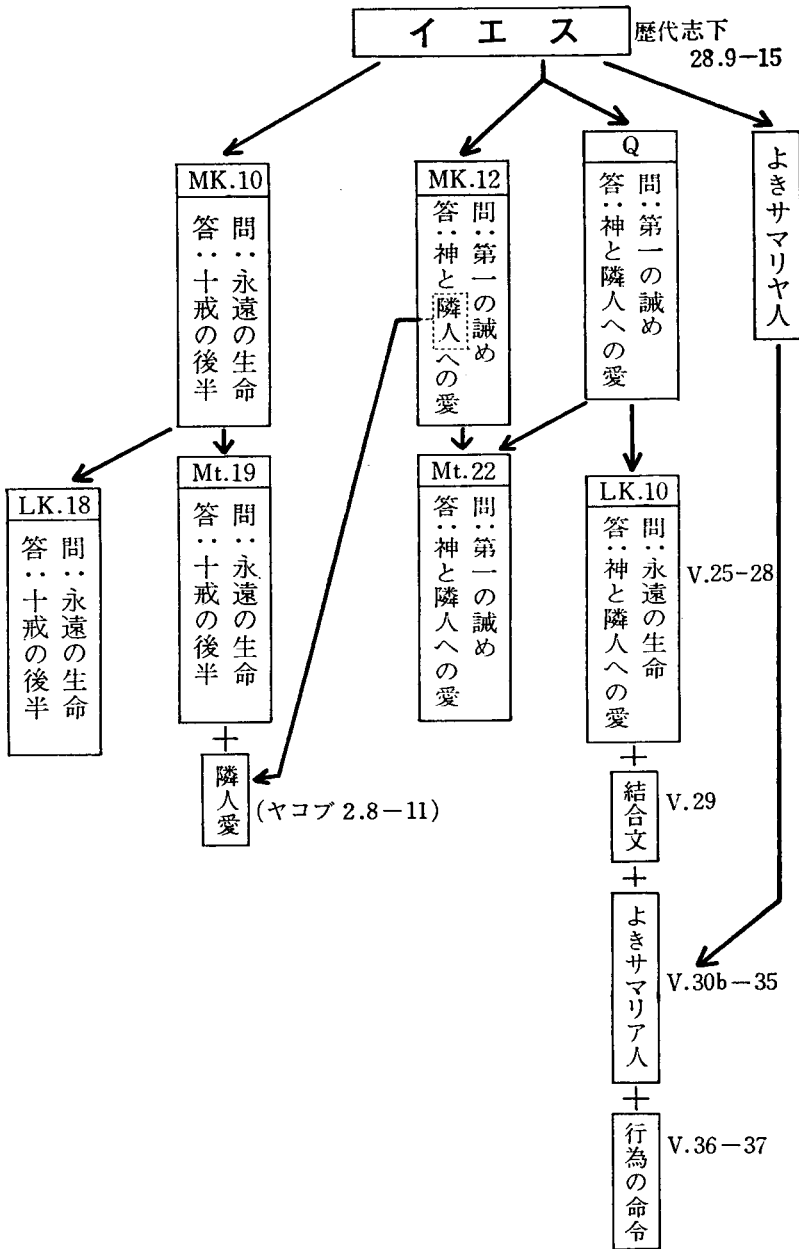 イエス
歴代志下
28.9−15
MK.10
問：永遠の生命
答：十戒の後半
MK.12
問：第一の誡め
答：神と隣人への愛
Q
問：第一の誡め
答：神と隣人への愛
よきサマリヤ人
LK.18
問：永遠の生命
答：十戒の後半
Mt.19
問：永遠の生命
答：十戒の後半
+
隣人愛
(ヤコブ 2.8−11)
Mt.22
問：第一の誡め
答：神と隣人への愛
LK.10
問：永遠の生命
答：神と隣人への愛
V.25-28
+
結合文
V.29
+
よきサマリア人
V.30b−35
+
行為の命令
V.36−37